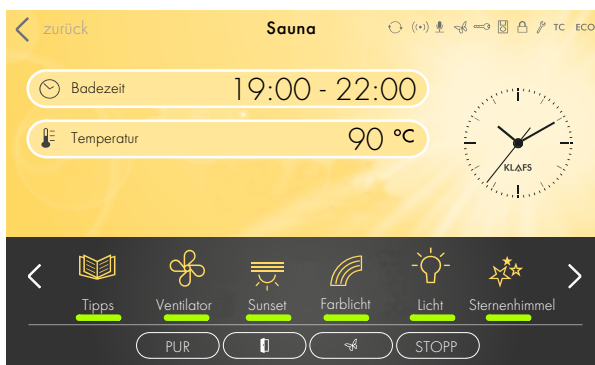 zurück Sauna TC ECO
Badezeit 19:00 - 22:00
Temperatur 90 °C
KLAFS
Tipps Ventilator Sunset Farblicht Licht Sternenhimmel
PUR STOPP